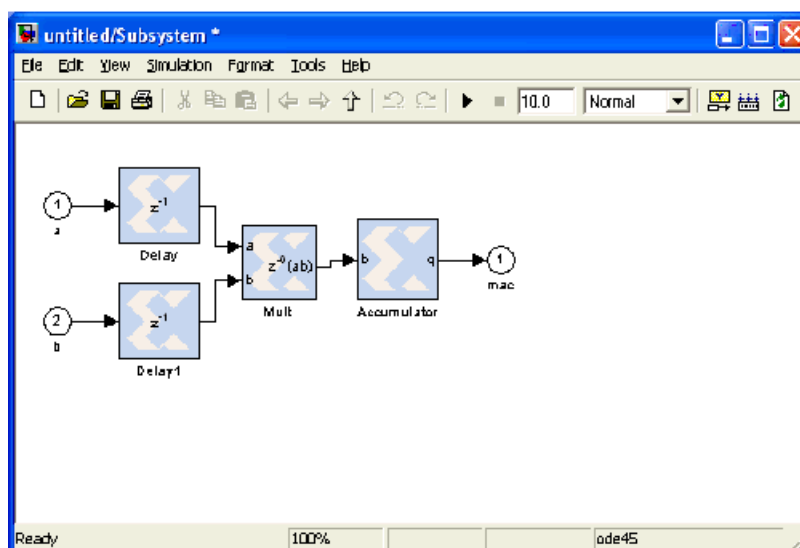 untitled/Subsystem *
File Edit View Simulation Format Tools Help
10.0 Normal
1
a
z⁻¹
Delay
2
b
z⁻¹
Delay1
a
b
z⁻⁰(ab)
Mult
b q
Accumulator
1
mac
Ready 100% ode45